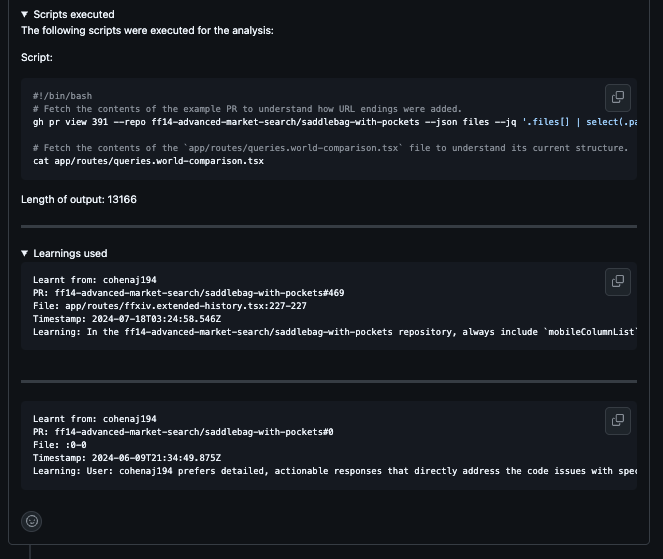 ▼ Scripts executed
The following scripts were executed for the analysis:
Script:
#!/bin/bash
# Fetch the contents of the example PR to understand how URL endings were added.
gh pr view 391 --repo ff14-advanced-market-search/saddlebag-with-pockets --json files --jq '.files[] | select(.pa
# Fetch the contents of the `app/routes/queries.world-comparison.tsx` file to understand its current structure.
cat app/routes/queries.world-comparison.tsx
Length of output: 13166
▼ Learnings used
Learnt from: cohenaj194
PR: ff14-advanced-market-search/saddlebag-with-pockets#469
File: app/routes/ffxiv.extended-history.tsx:227-227
Timestamp: 2024-07-18T03:24:58.546Z
Learning: In the ff14-advanced-market-search/saddlebag-with-pockets repository, always include `mobileColumnList`
Learnt from: cohenaj194
PR: ff14-advanced-market-search/saddlebag-with-pockets#0
File: :0-0
Timestamp: 2024-06-09T21:34:49.875Z
Learning: User: cohenaj194 prefers detailed, actionable responses that directly address the code issues with spec